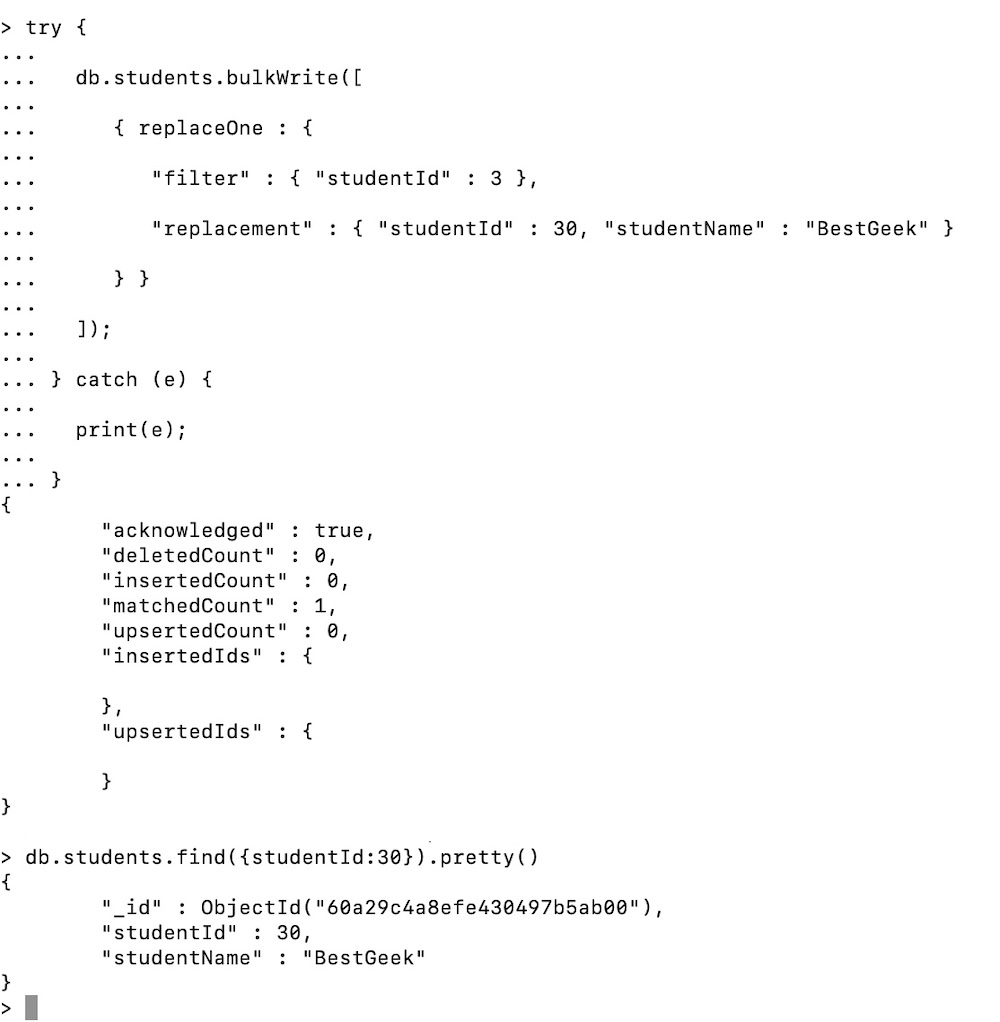 > try {
...
...   db.students.bulkWrite([
...
...      { replaceOne : {
...
...         "filter" : { "studentId" : 3 },
...
...         "replacement" : { "studentId" : 30, "studentName" : "BestGeek" }
...
...      } }
...
...   ]);
...
... } catch (e) {
...
...   print(e);
...
... }
{
        "acknowledged" : true,
        "deletedCount" : 0,
        "insertedCount" : 0,
        "matchedCount" : 1,
        "upsertedCount" : 0,
        "insertedIds" : {

        },
        "upsertedIds" : {

        }
}

> db.students.find({studentId:30}).pretty()
{
        "_id" : ObjectId("60a29c4a8efe430497b5ab00"),
        "studentId" : 30,
        "studentName" : "BestGeek"
}
>